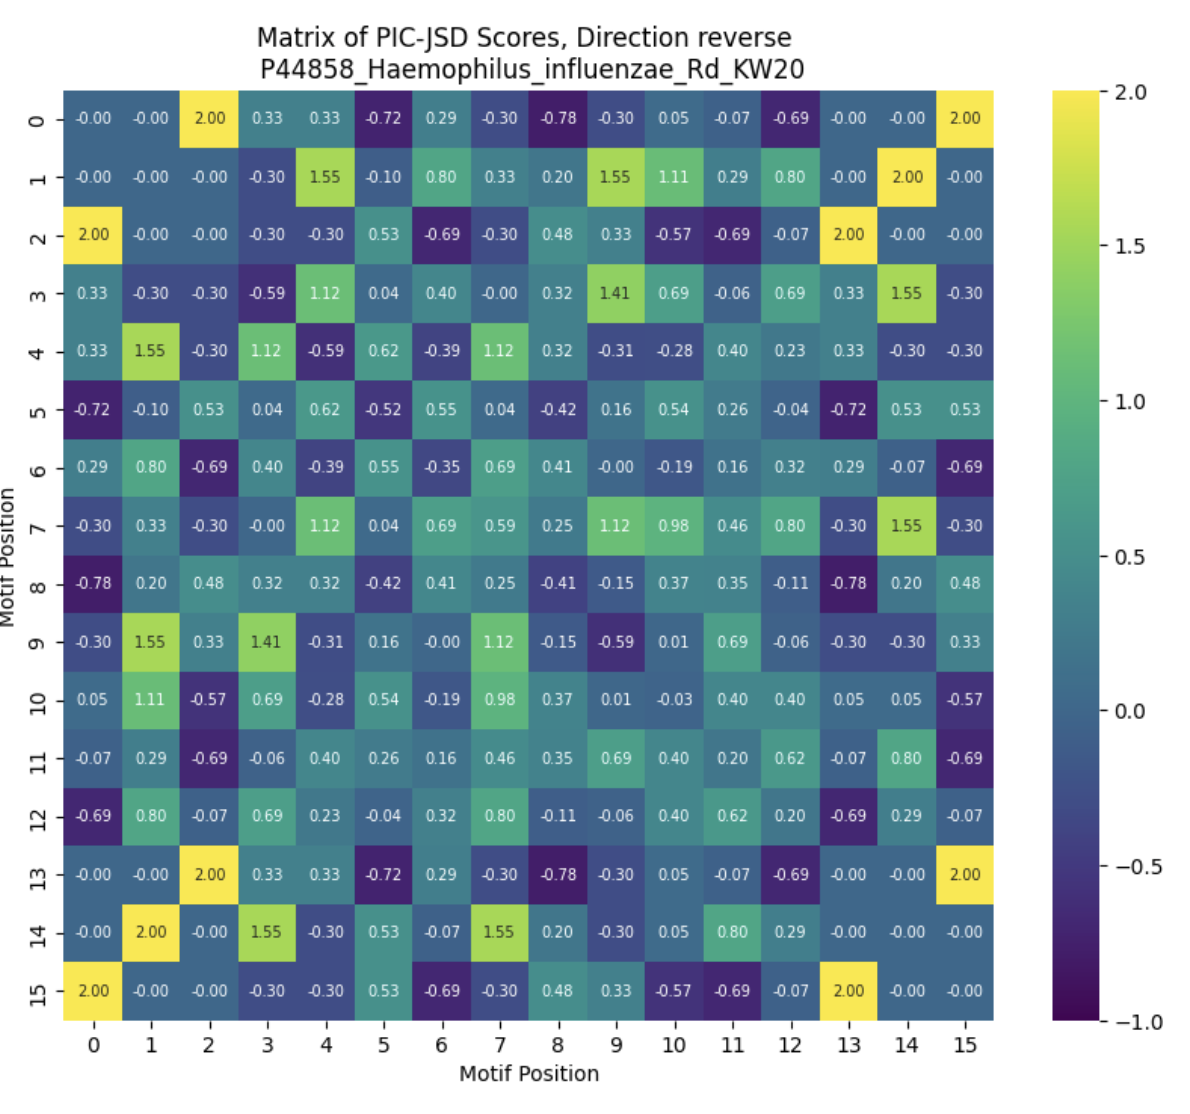 Matrix of PIC-JSD Scores, Direction reverse
P44858_Haemophilus_influenzae_Rd_KW20
0 -0.00 -0.00 2.00 0.33 0.33 -0.72 0.29 -0.30 -0.78 -0.30 0.05 -0.07 -0.69 -0.00 -0.00 2.00
1 -0.00 -0.00 -0.00 -0.30 1.55 -0.10 0.80 0.33 0.20 1.55 1.11 0.29 0.80 -0.00 2.00 -0.00
2 2.00 -0.00 -0.00 -0.30 -0.30 0.53 -0.69 -0.30 0.48 0.33 -0.57 -0.69 -0.07 2.00 -0.00 -0.00
3 0.33 -0.30 -0.30 -0.59 1.12 0.04 0.40 -0.00 0.32 1.41 0.69 -0.06 0.69 0.33 1.55 -0.30
4 0.33 1.55 -0.30 1.12 -0.59 0.62 -0.39 1.12 0.32 -0.31 -0.28 0.40 0.23 0.33 -0.30 -0.30
5 -0.72 -0.10 0.53 0.04 0.62 -0.52 0.55 0.04 -0.42 0.16 0.54 0.26 -0.04 -0.72 0.53 0.53
6 0.29 0.80 -0.69 0.40 -0.39 0.55 -0.35 0.69 0.41 -0.00 -0.19 0.16 0.32 0.29 -0.07 -0.69
7 -0.30 0.33 -0.30 -0.00 1.12 0.04 0.69 0.59 0.25 1.12 0.98 0.46 0.80 -0.30 1.55 -0.30
8 -0.78 0.20 0.48 0.32 0.32 -0.42 0.41 0.25 -0.41 -0.15 0.37 0.35 -0.11 -0.78 0.20 0.48
9 -0.30 1.55 0.33 1.41 -0.31 0.16 -0.00 1.12 -0.15 -0.59 0.01 0.69 -0.06 -0.30 -0.30 0.33
10 0.05 1.11 -0.57 0.69 -0.28 0.54 -0.19 0.98 0.37 0.01 -0.03 0.40 0.40 0.05 0.05 -0.57
11 -0.07 0.29 -0.69 -0.06 0.40 0.26 0.16 0.46 0.35 0.69 0.40 0.20 0.62 -0.07 0.80 -0.69
12 -0.69 0.80 -0.07 0.69 0.23 -0.04 0.32 0.80 -0.11 -0.06 0.40 0.62 0.20 -0.69 0.29 -0.07
13 -0.00 -0.00 2.00 0.33 0.33 -0.72 0.29 -0.30 -0.78 -0.30 0.05 -0.07 -0.69 -0.00 -0.00 2.00
14 -0.00 2.00 -0.00 1.55 -0.30 0.53 -0.07 1.55 0.20 -0.30 0.05 0.80 0.29 -0.00 -0.00 -0.00
15 2.00 -0.00 -0.00 -0.30 -0.30 0.53 -0.69 -0.30 0.48 0.33 -0.57 -0.69 -0.07 2.00 -0.00 -0.00
0 1 2 3 4 5 6 7 8 9 10 11 12 13 14 15
Motif Position
Motif Position
2.0
1.5
1.0
0.5
0.0
−0.5
−1.0